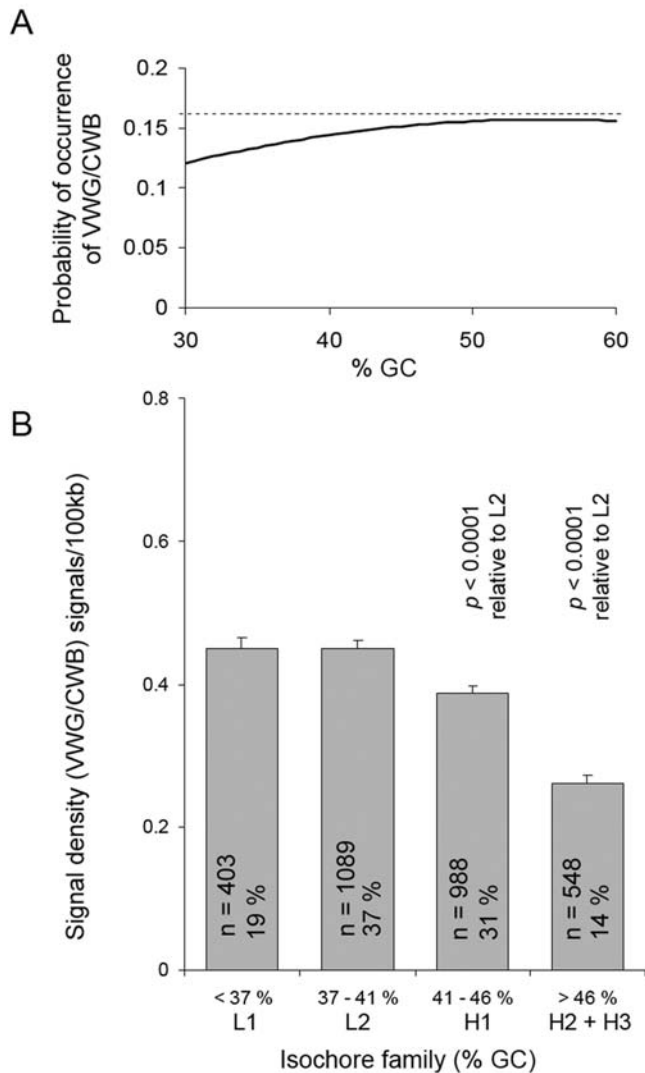 A
Probability of occurrence
of VWG/CWB
0.2
0.15
0.1
0.05
0
30
40
50
60
% GC
B
Signal density (VWG/CWB) signals/100kb
0.8
0.6
0.4
0.2
0
p < 0.0001
relative to L2
p < 0.0001
relative to L2
n = 403
19 %
n = 1089
37 %
n = 988
31 %
n = 548
14 %
< 37 %
37 - 41 %
41 - 46 %
> 46 %
L1
L2
H1
H2 + H3
Isochore family (% GC)